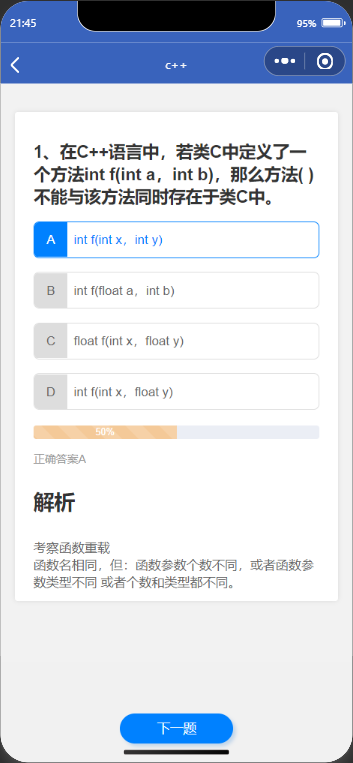 21:45
95%
c++
1、在C++语言中，若类C中定义了一
个方法int f(int a，int b)，那么方法( )
不能与该方法同时存在于类C中。
A int f(int x，int y)
B int f(float a，int b)
C float f(int x，float y)
D int f(int x，float y)
50%
正确答案A
解析
考察函数重载
函数名相同，但：函数参数个数不同，或者函数参
数类型不同 或者个数和类型都不同。
下一题